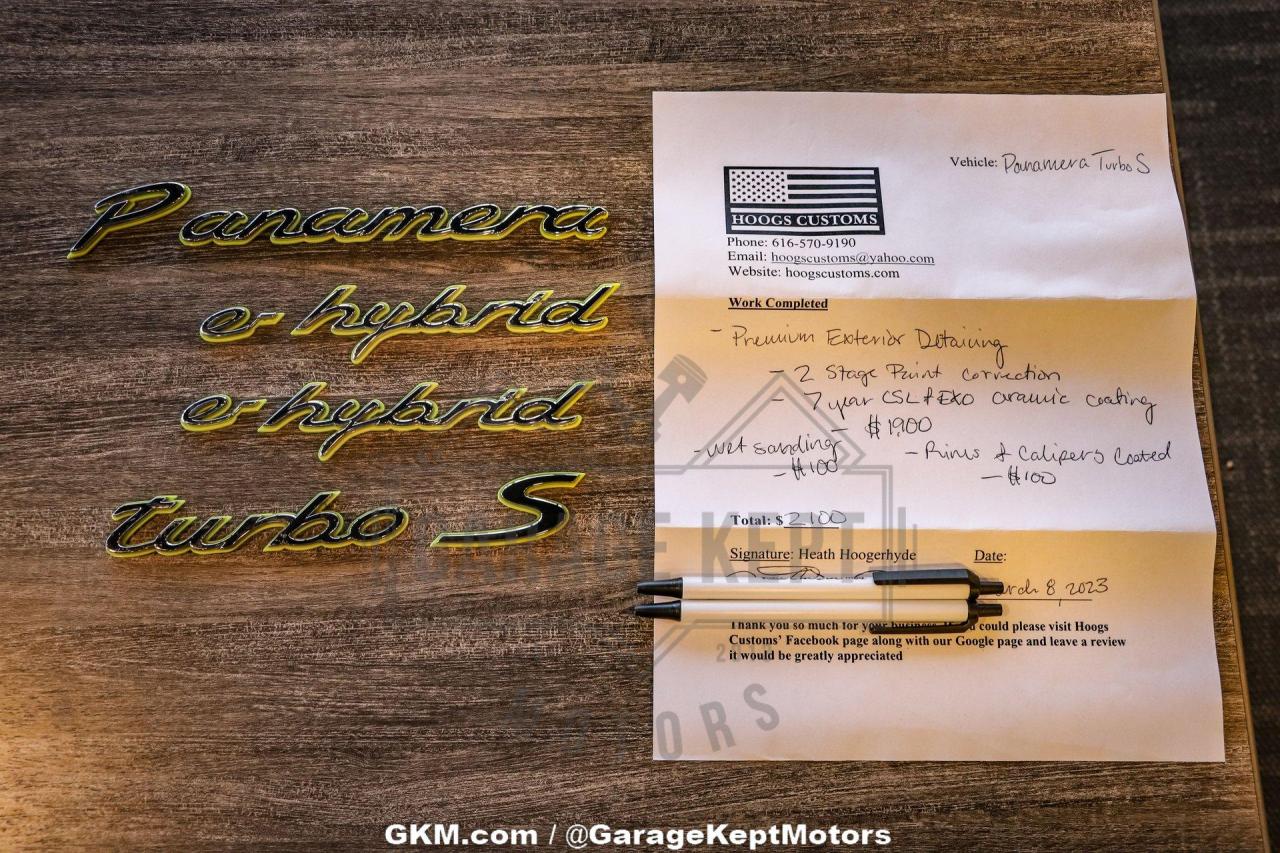 Panamera
e-hybrid
e-hybrid
turbo S
Vehicle: Panamera Turbo S
HOOGS CUSTOMS
Phone: 616-570-9190
Email: hoogscustoms@yahoo.com
Website: hoogscustoms.com
Work Completed
- Premium Exterior Detailing
- 2 Stage Paint correction
- 7 year CSL + EXO ceramic coating
- $1900
- wet sanding
- $100
- Rims & Calipers Coated
- $100
Total: $2100
Signature: Heath Hoogerhyde Date:
8, 2023
Thank you so much for your business. could please visit Hoogs
Customs' Facebook page along with our Google page and leave a review
it would be greatly appreciated
GARAGE KEPT
MOTORS
GKM.com / @GarageKeptMotors